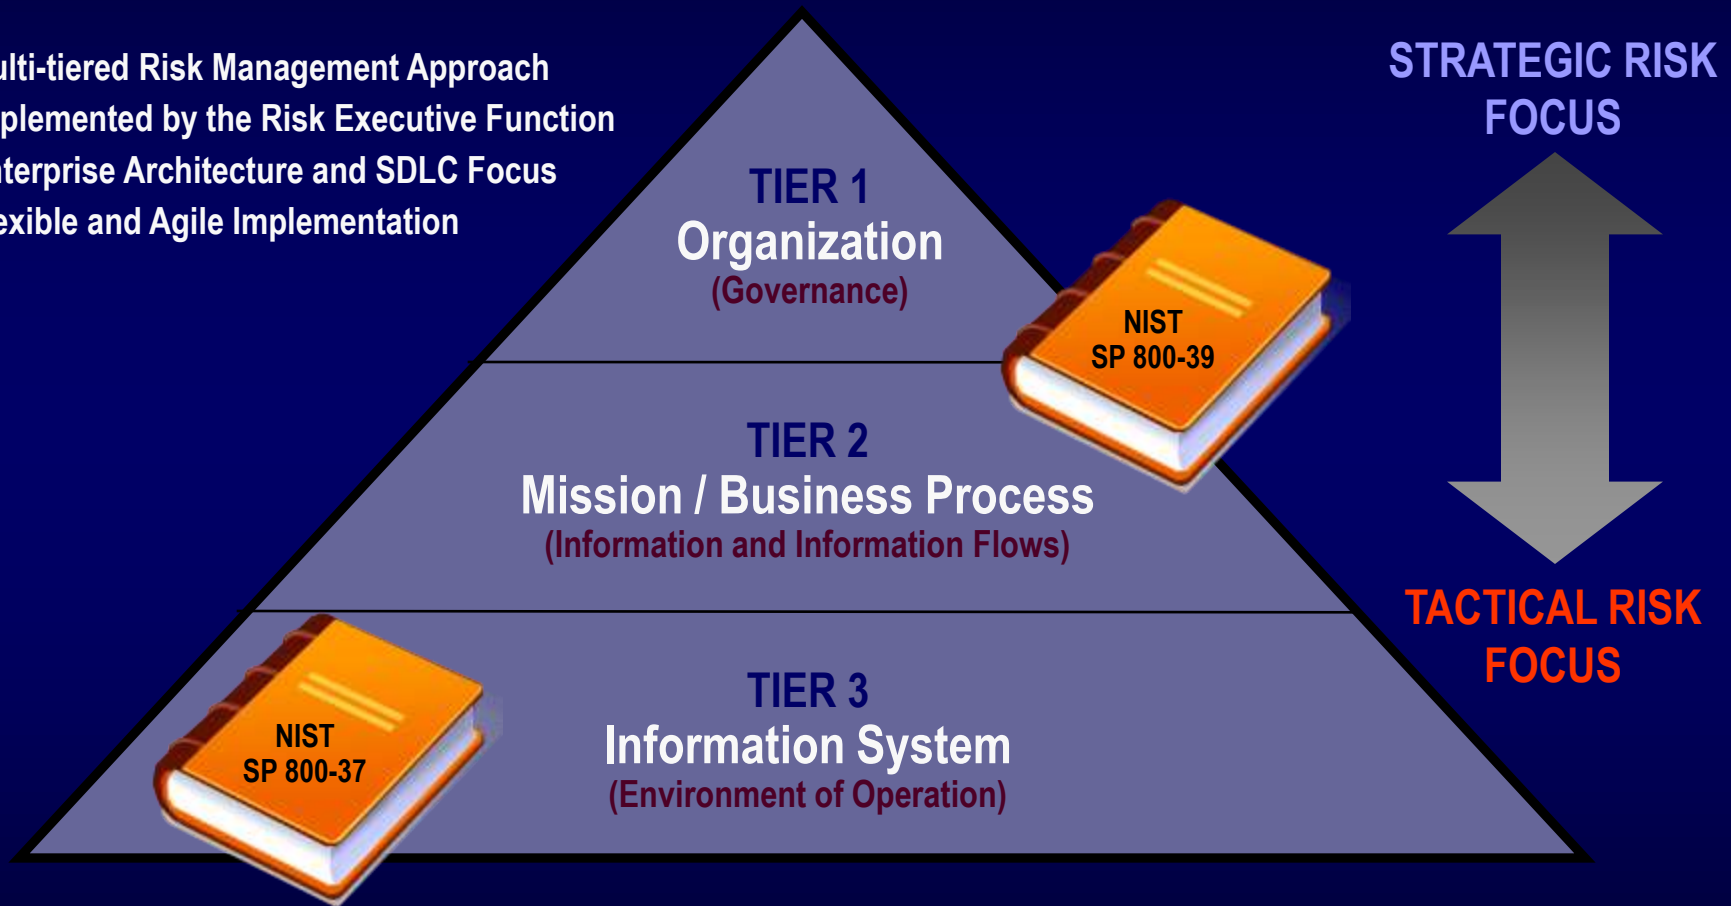 ulti-tiered Risk Management Approach
plemented by the Risk Executive Function
nterprise Architecture and SDLC Focus
exible and Agile Implementation
STRATEGIC RISK
FOCUS
TIER 1
Organization
(Governance)
NIST
SP 800-39
TIER 2
Mission / Business Process
(Information and Information Flows)
TACTICAL RISK
FOCUS
TIER 3
Information System
(Environment of Operation)
NIST
SP 800-37